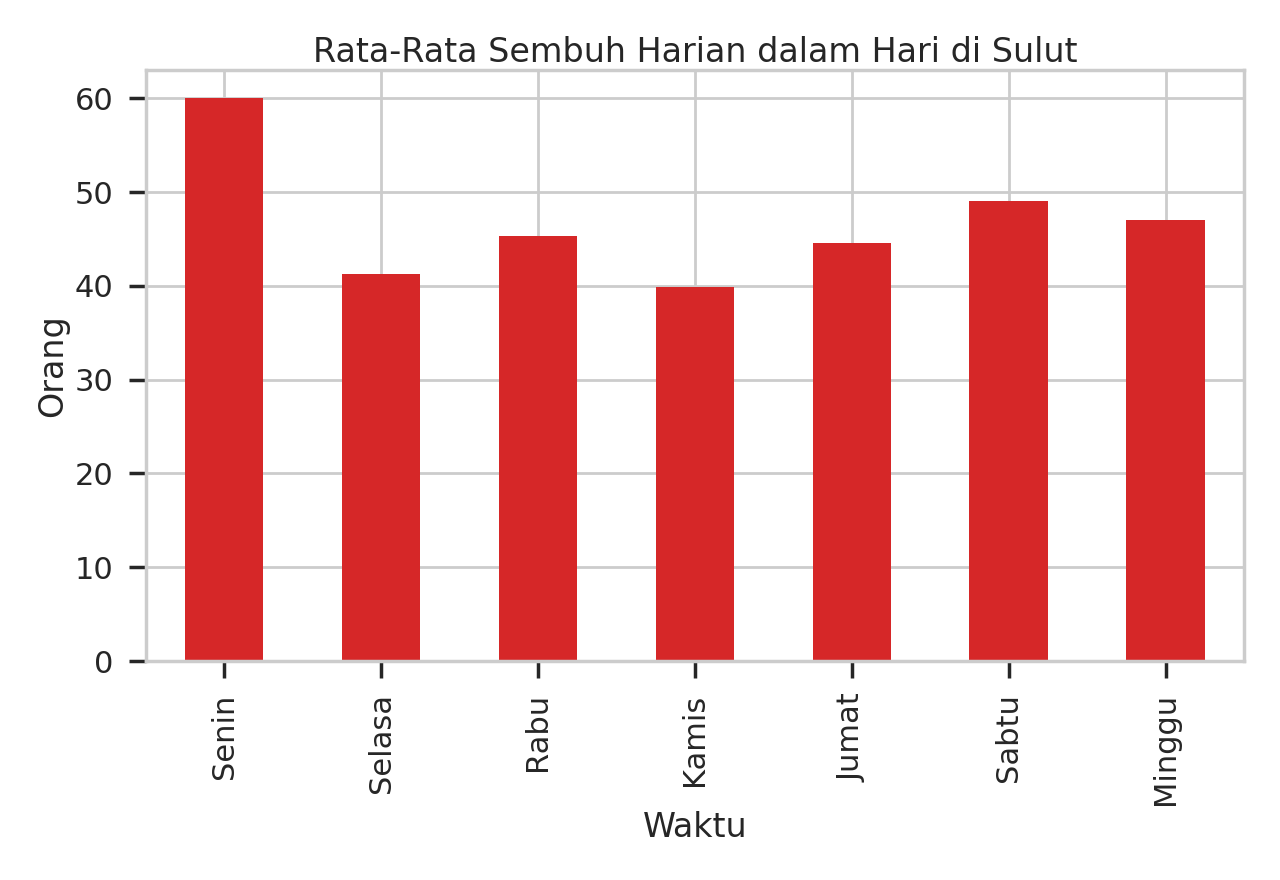 Rata-Rata Sembuh Harian dalam Hari di Sulut
60
50
40
30
20
10
0
Orang
Senin
Selasa
Rabu
Kamis
Jumat
Sabtu
Minggu
Waktu